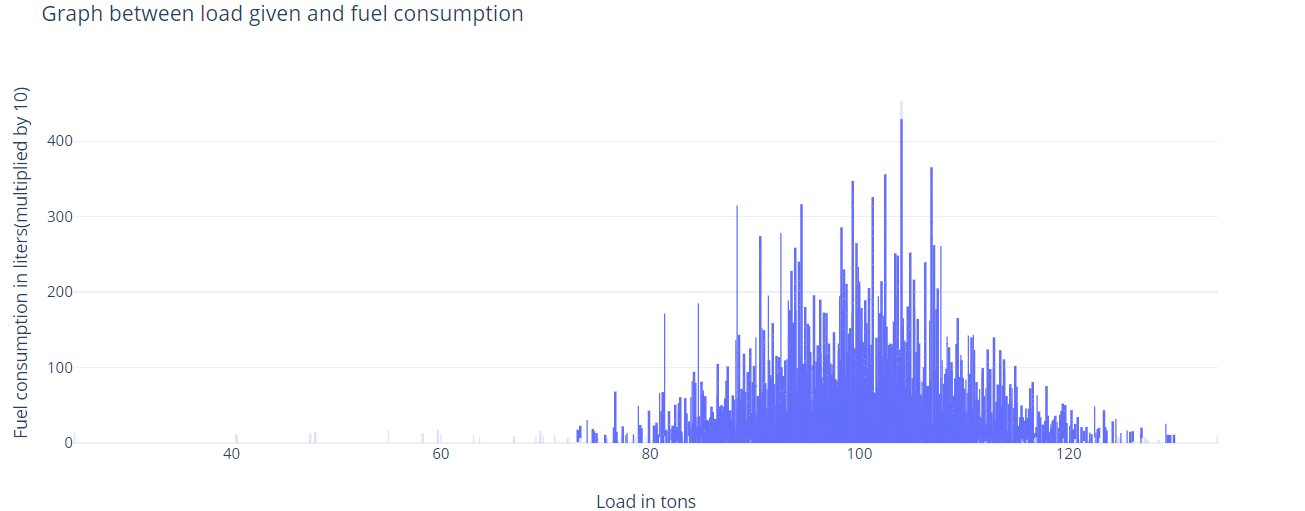 Graph between load given and fuel consumption
Fuel consumption in liters(multiplied by 10)
400
300
200
100
0
40 60 80 100 120
Load in tons